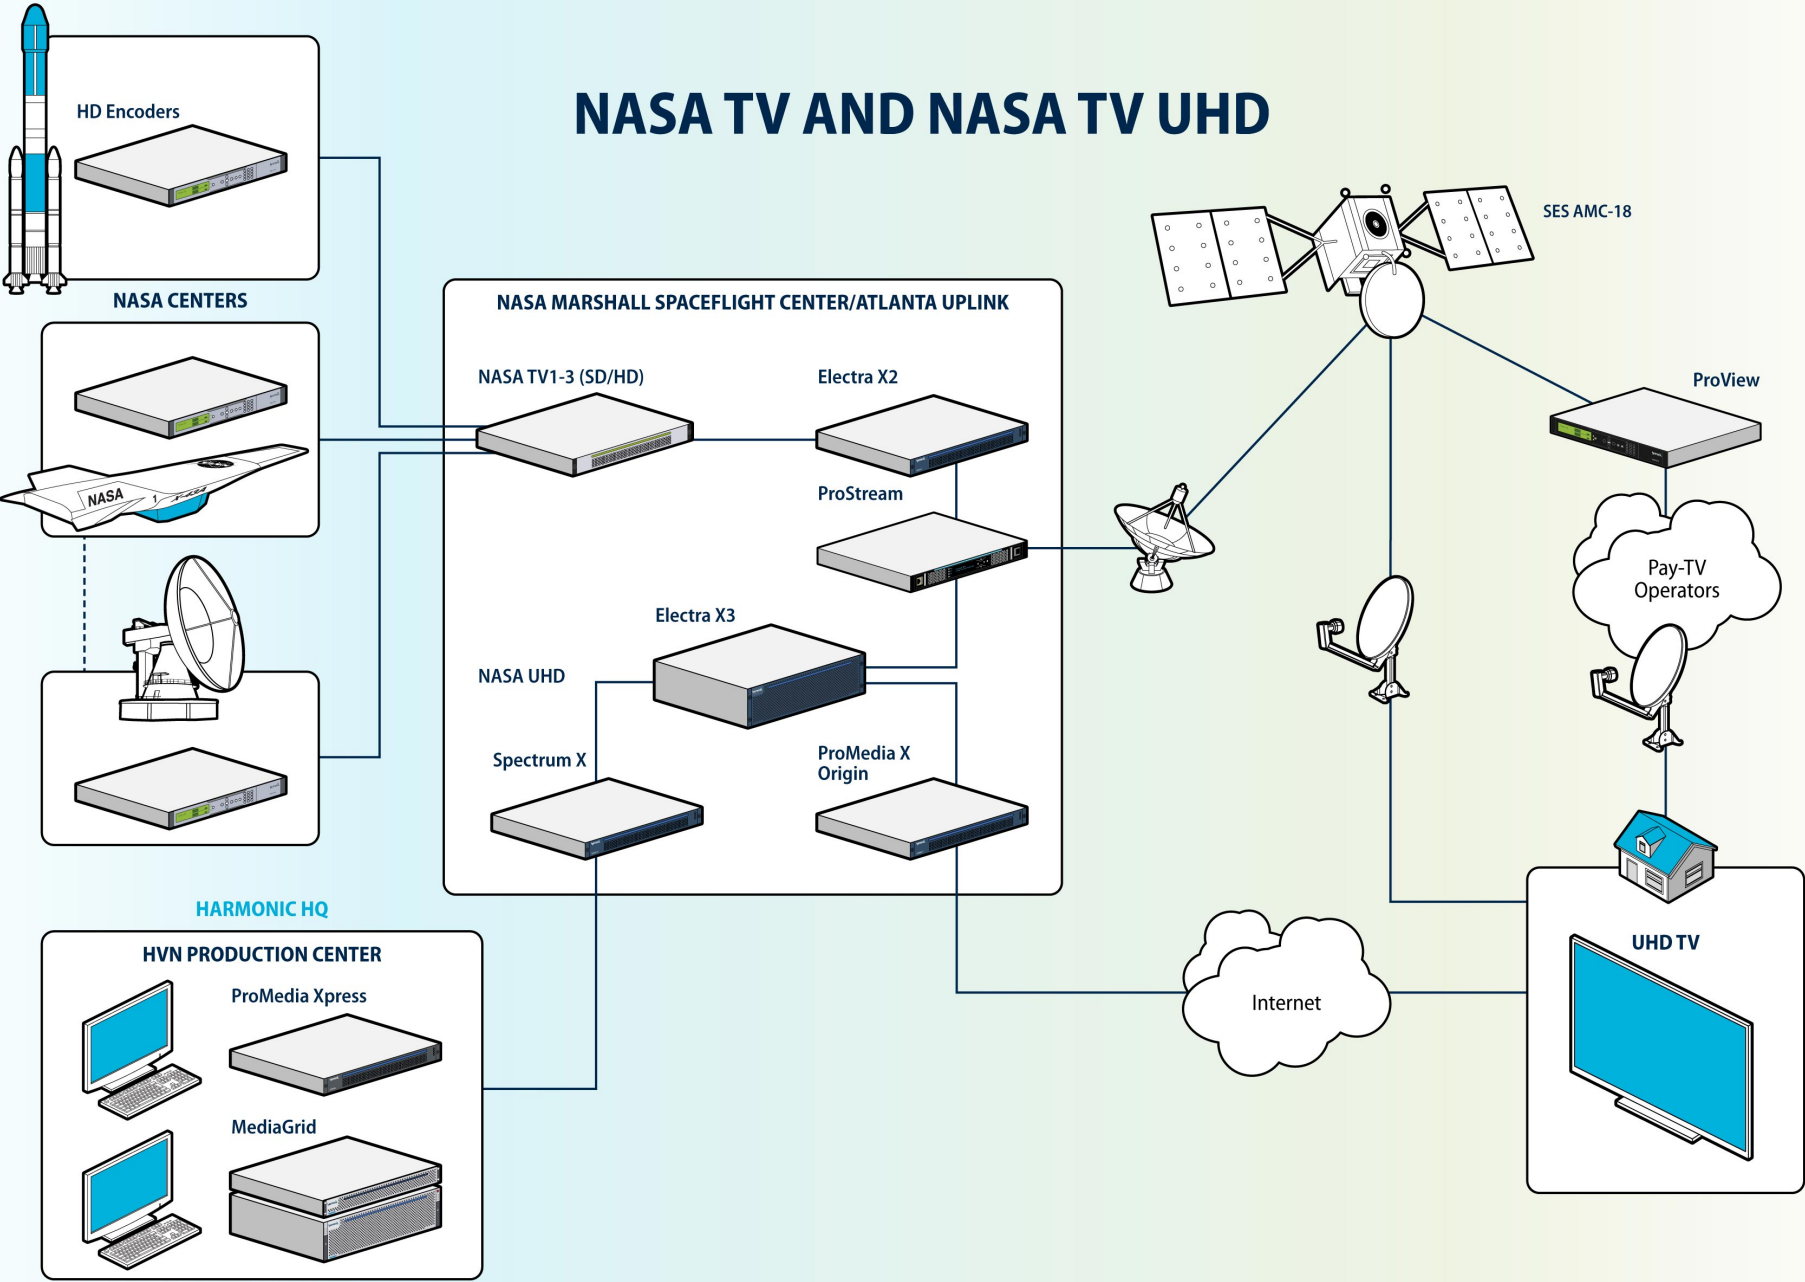 NASA TV AND NASA TV UHD
HD Encoders
NASA CENTERS
NASA
1
X-43A
NASA MARSHALL SPACEFLIGHT CENTER/ATLANTA UPLINK
NASA TV1-3 (SD/HD)
Electra X2
ProStream
Electra X3
NASA UHD
Spectrum X
ProMedia X
Origin
SES AMC-18
ProView
Pay-TV
Operators
HARMONIC HQ
HVN PRODUCTION CENTER
ProMedia Xpress
MediaGrid
Internet
UHD TV